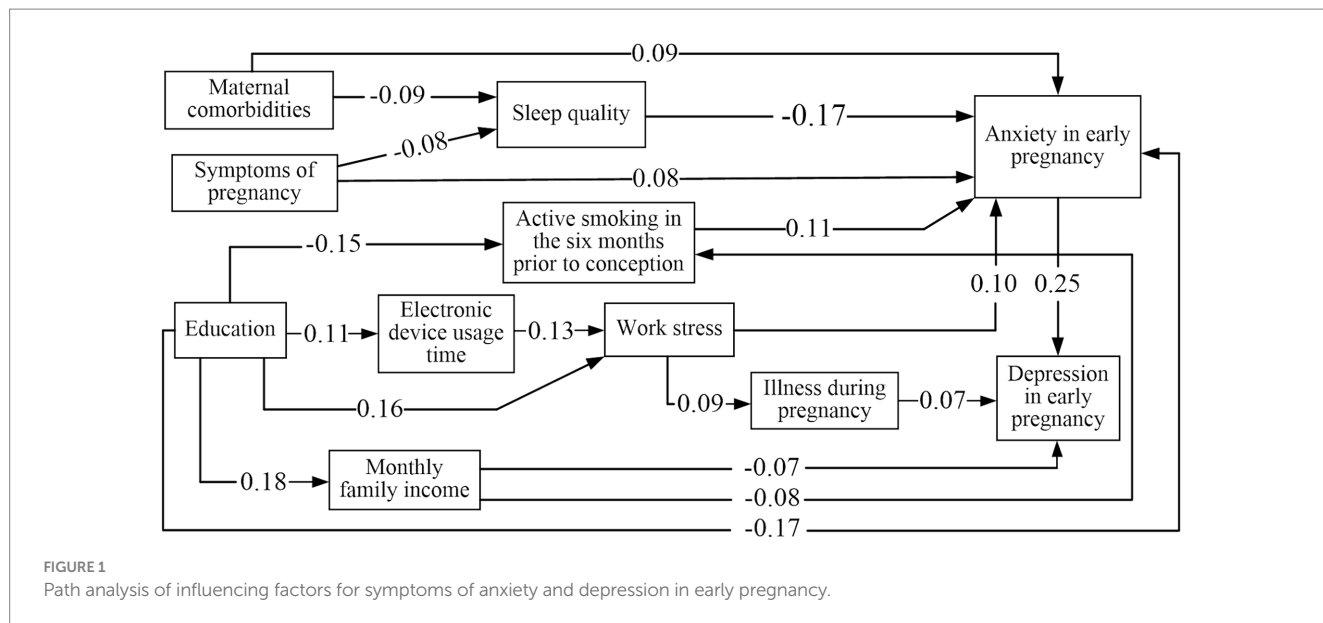 0.09
Maternal
comorbidities
-0.09
Sleep quality
-0.17
Anxiety in early
pregnancy
-0.08
Symptoms of
pregnancy
0.08
Active smoking in
the six months
prior to conception
0.11
-0.15
0.10
0.25
Education
0.11
Electronic
device usage
time
0.13
Work stress
0.16
0.09
Illness during
pregnancy
0.07
Depression
in early
pregnancy
0.18
Monthly
family income
-0.07
-0.08
-0.17
FIGURE 1
Path analysis of influencing factors for symptoms of anxiety and depression in early pregnancy.